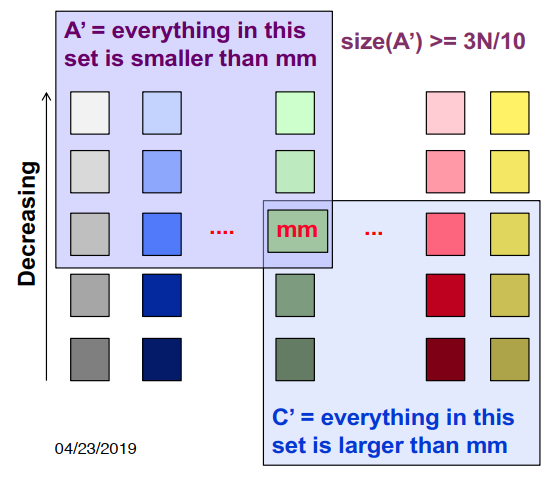 A’ = everything in this
set is smaller than mm
size(A’) >= 3N/10
Decreasing
....
mm
...
C’ = everything in this
set is larger than mm
04/23/2019